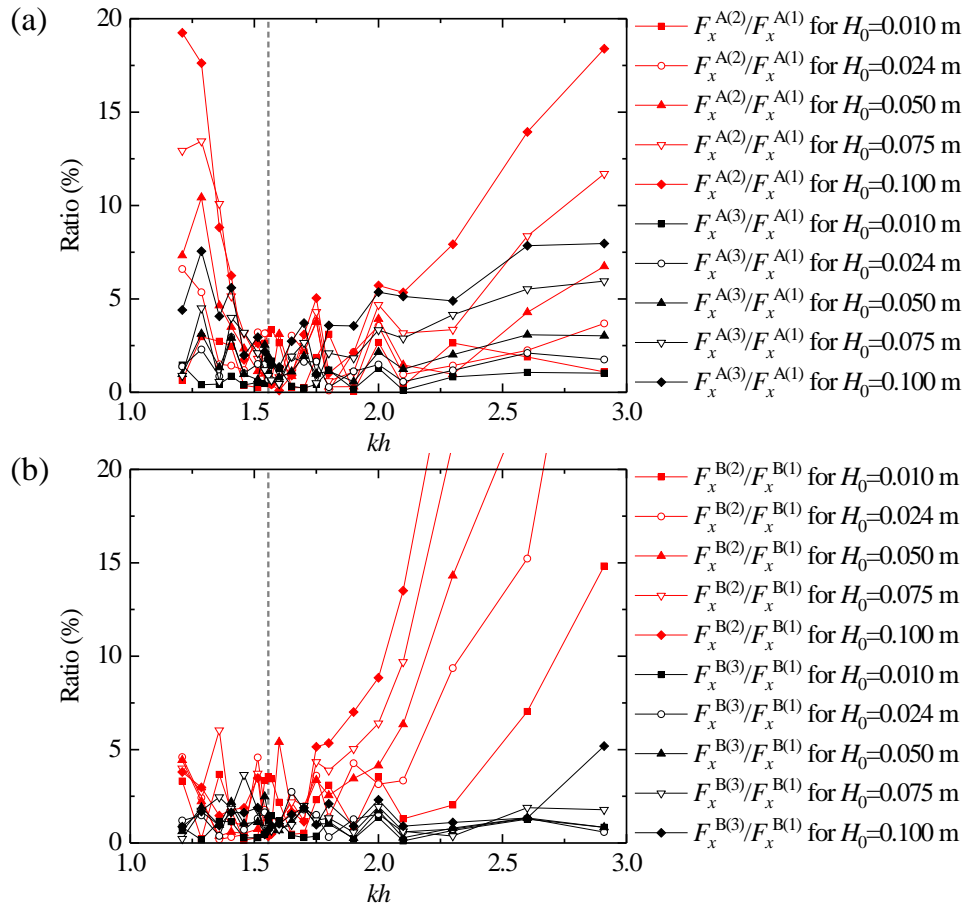 (a)
20
15
10
5
0
Ratio (%)
1.0 1.5 2.0 2.5 3.0
kh
F_x^A(2)/F_x^A(1) for H_0=0.010 m
F_x^A(2)/F_x^A(1) for H_0=0.024 m
F_x^A(2)/F_x^A(1) for H_0=0.050 m
F_x^A(2)/F_x^A(1) for H_0=0.075 m
F_x^A(2)/F_x^A(1) for H_0=0.100 m
F_x^A(3)/F_x^A(1) for H_0=0.010 m
F_x^A(3)/F_x^A(1) for H_0=0.024 m
F_x^A(3)/F_x^A(1) for H_0=0.050 m
F_x^A(3)/F_x^A(1) for H_0=0.075 m
F_x^A(3)/F_x^A(1) for H_0=0.100 m
(b)
20
15
10
5
0
Ratio (%)
1.0 1.5 2.0 2.5 3.0
kh
F_x^B(2)/F_x^B(1) for H_0=0.010 m
F_x^B(2)/F_x^B(1) for H_0=0.024 m
F_x^B(2)/F_x^B(1) for H_0=0.050 m
F_x^B(2)/F_x^B(1) for H_0=0.075 m
F_x^B(2)/F_x^B(1) for H_0=0.100 m
F_x^B(3)/F_x^B(1) for H_0=0.010 m
F_x^B(3)/F_x^B(1) for H_0=0.024 m
F_x^B(3)/F_x^B(1) for H_0=0.050 m
F_x^B(3)/F_x^B(1) for H_0=0.075 m
F_x^B(3)/F_x^B(1) for H_0=0.100 m